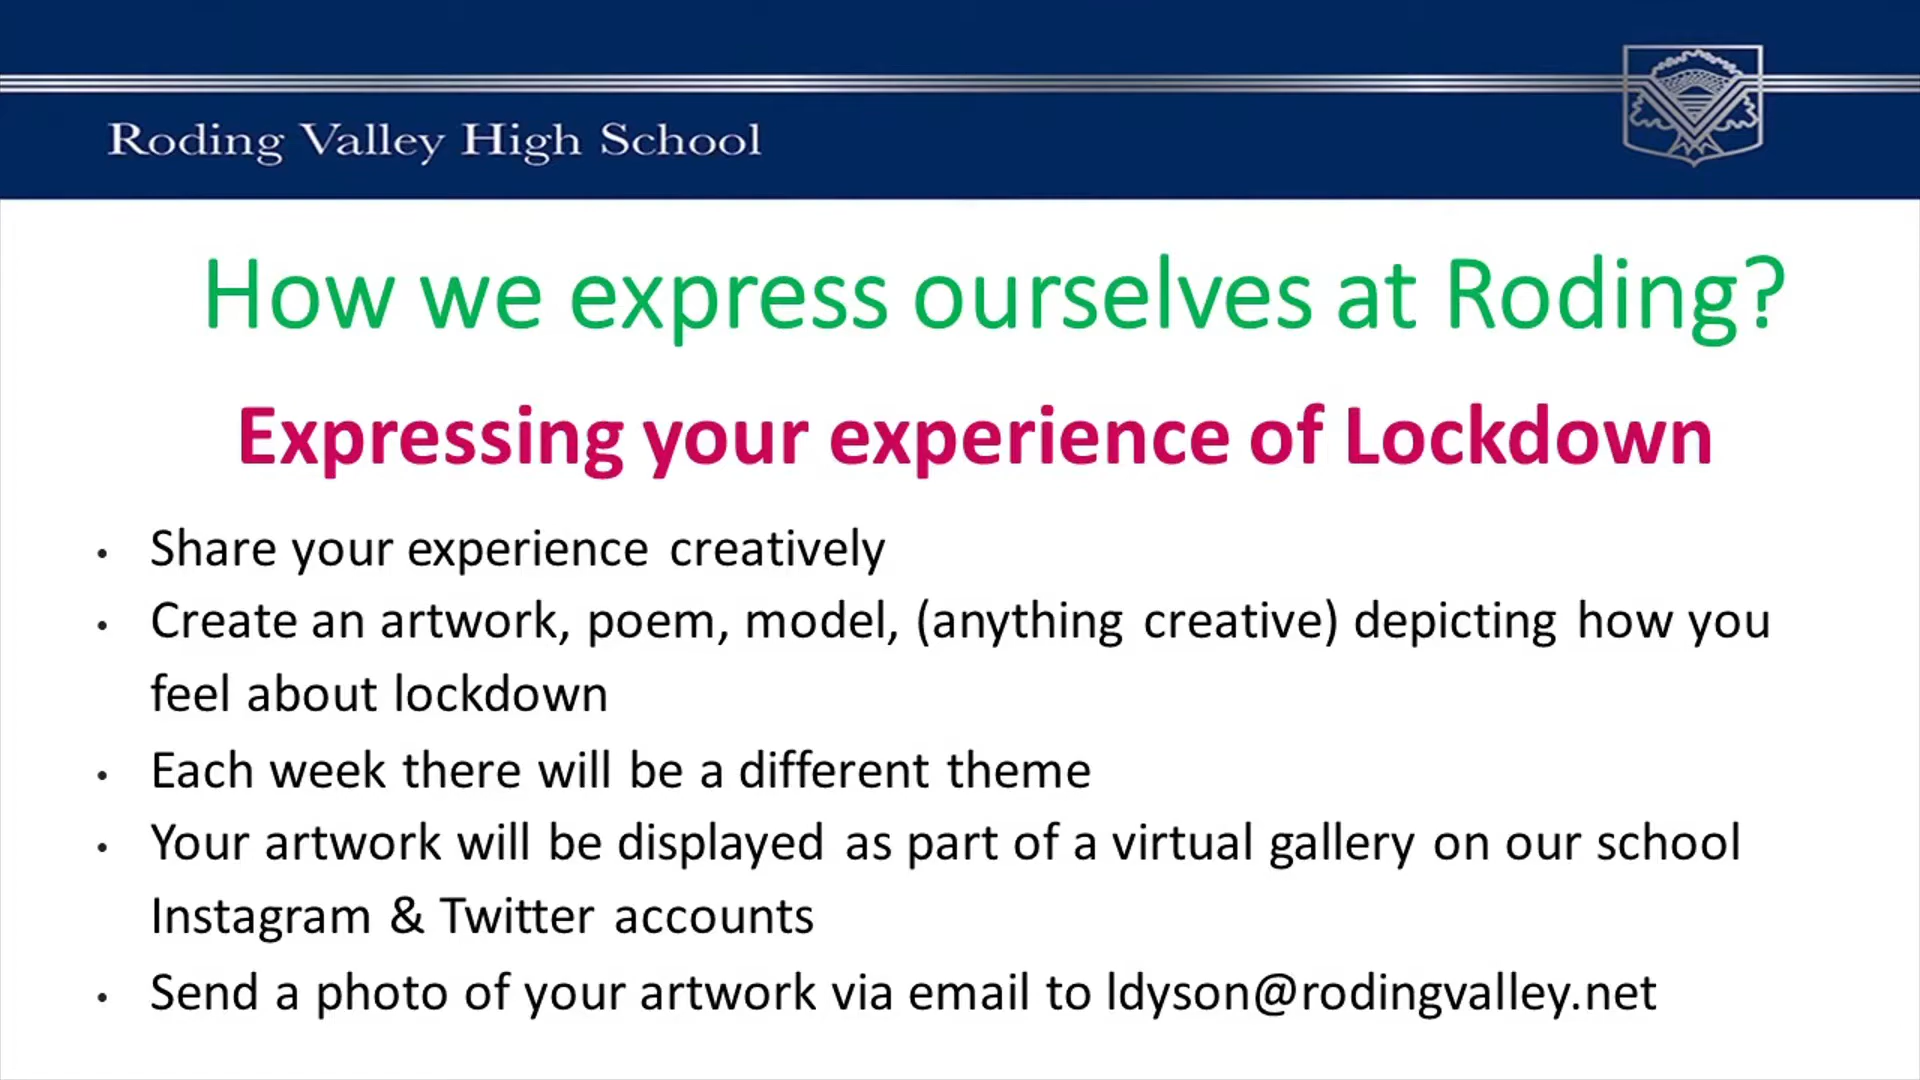 Roding Valley High School
How we express ourselves at Roding?
Expressing your experience of Lockdown
• Share your experience creatively
• Create an artwork, poem, model, (anything creative) depicting how you
feel about lockdown
• Each week there will be a different theme
• Your artwork will be displayed as part of a virtual gallery on our school
Instagram & Twitter accounts
• Send a photo of your artwork via email to ldyson@rodingvalley.net